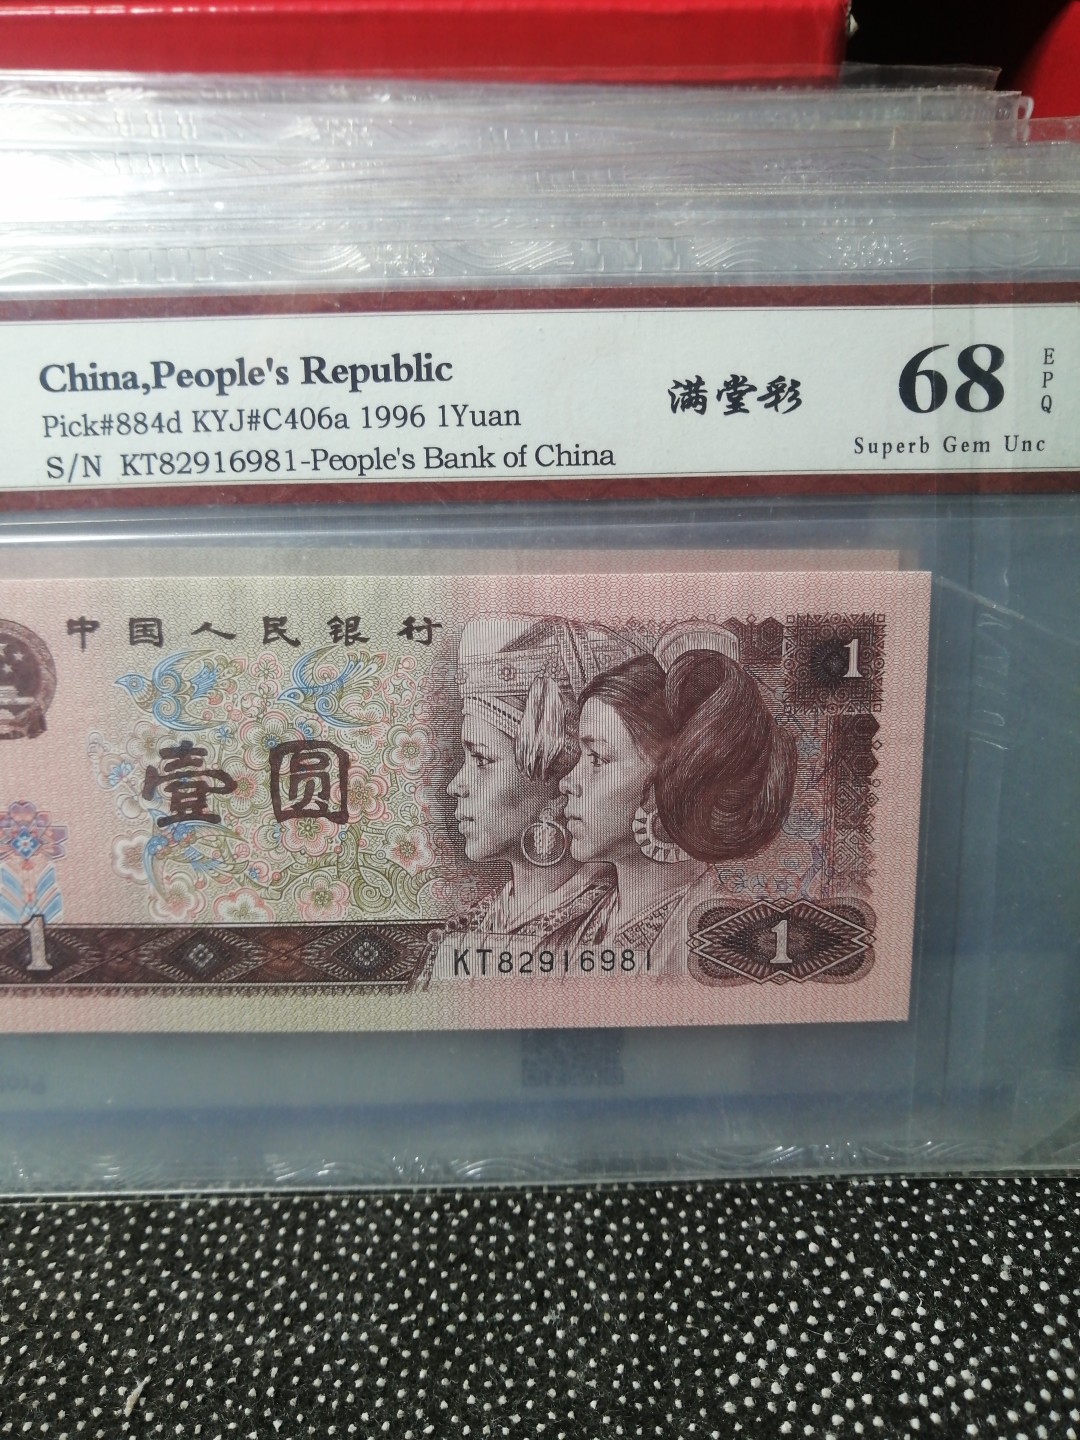 China,People's Republic
Pick#884d KYJ#C406a 1996 1Yuan
S/N KT82916981-People's Bank of China
满堂彩
68
EPQ
Superb Gem Unc
中国人民银行
1
壹圆
1
KT82916981
1